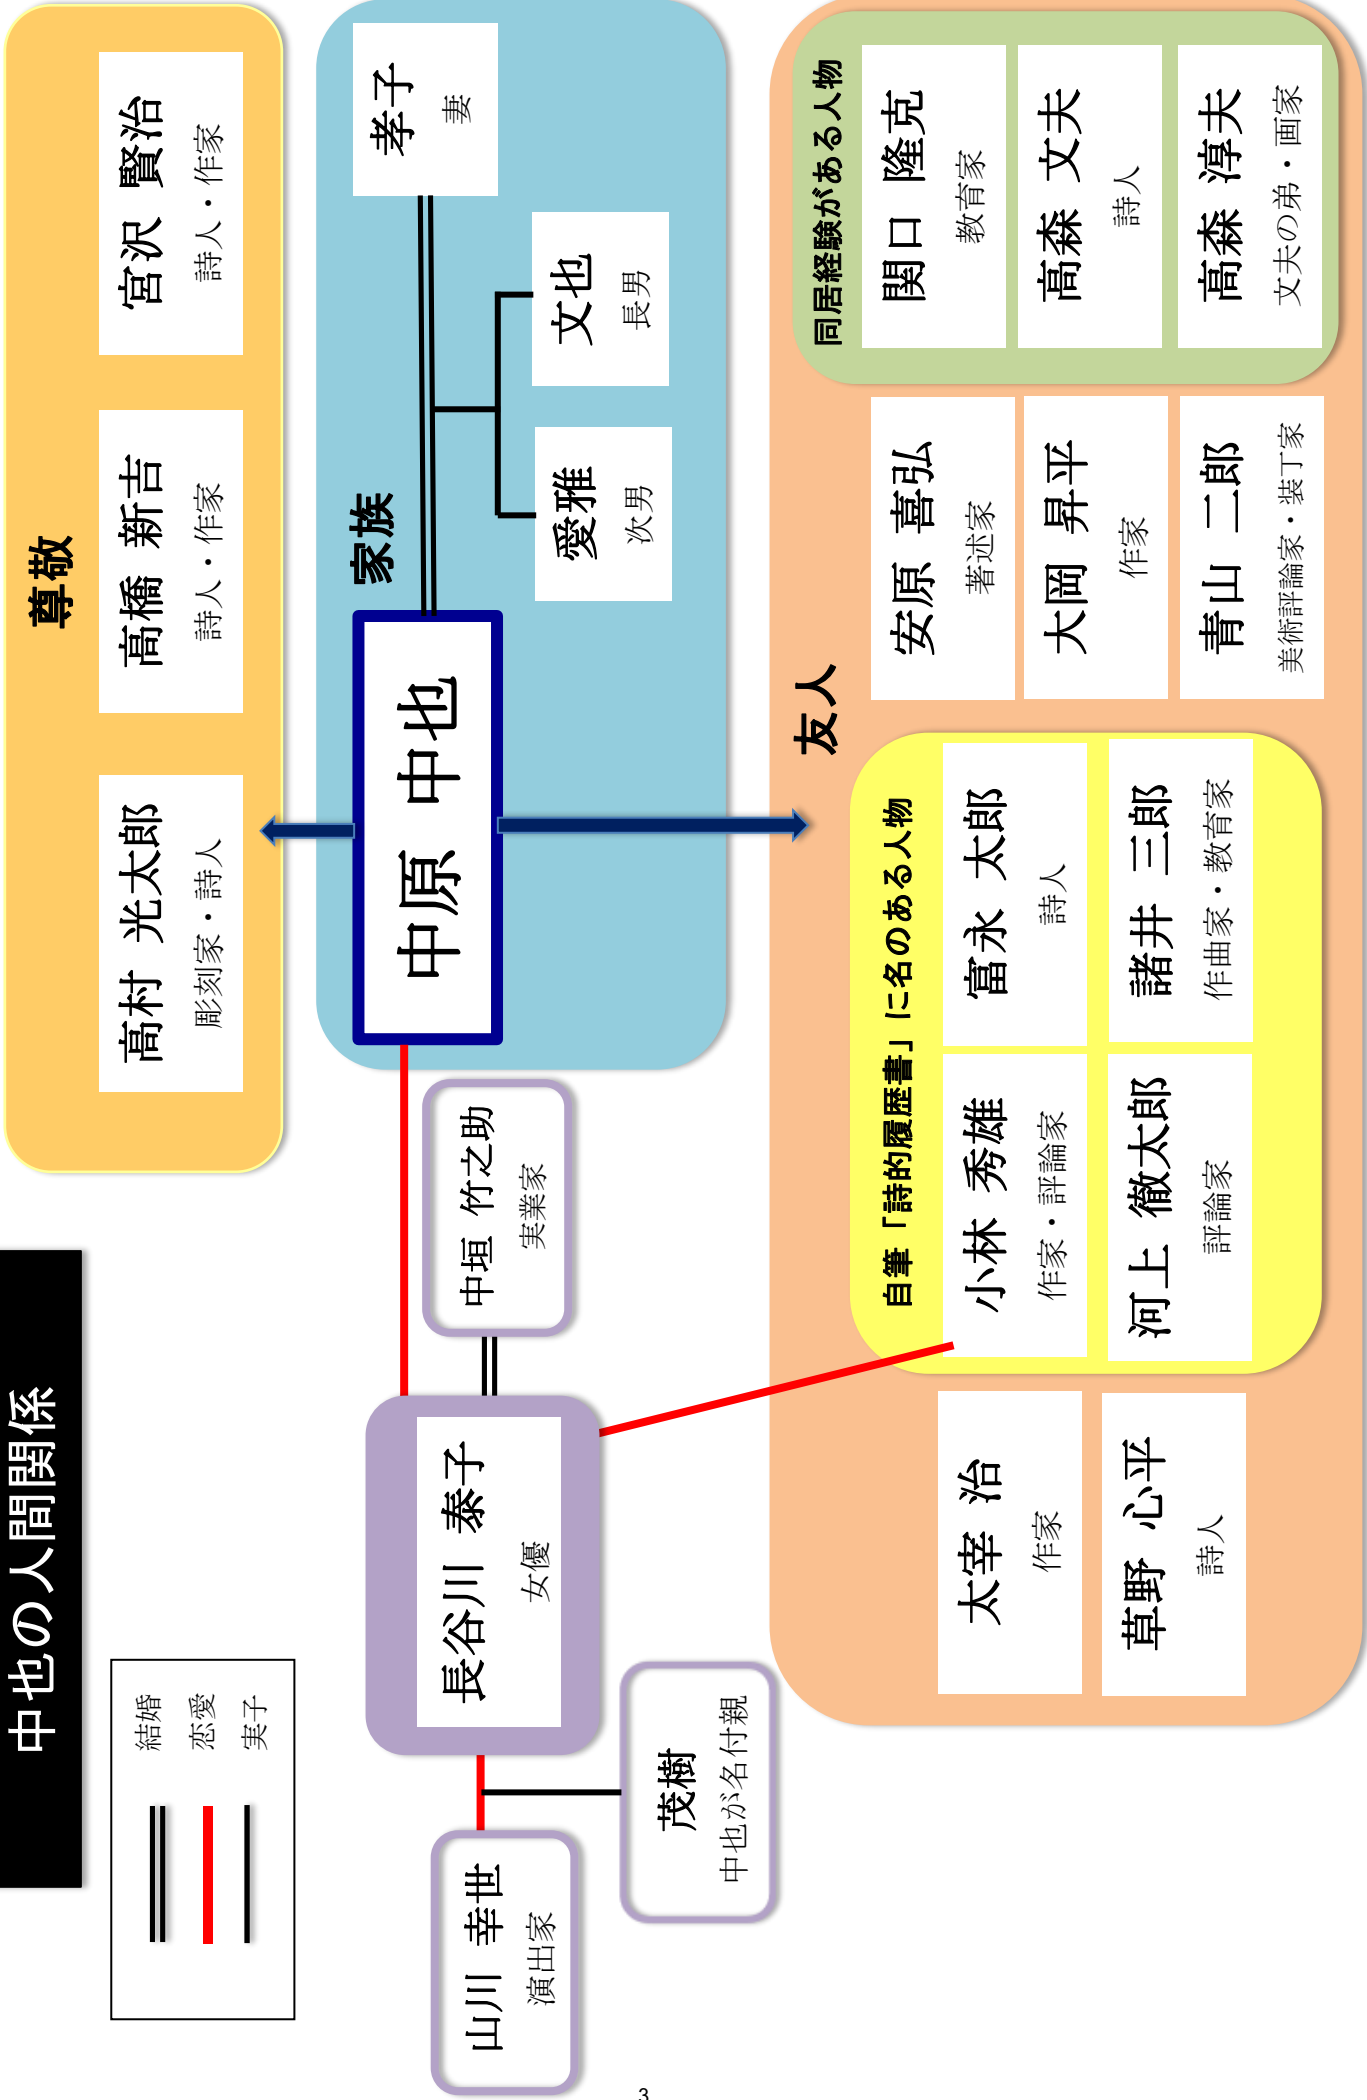 中也の人間関係
結婚
恋愛
実子
尊敬
高村 光太郎
彫刻家・詩人
高橋 新吉
詩人・作家
宮沢 賢治
詩人・作家
家族
中原 中也
孝子
妻
愛雅
次男
文也
長男
中垣 竹之助
実業家
長谷川 泰子
女優
山川 幸世
演出家
茂樹
中也が名付親
友人
太宰 治
作家
草野 心平
詩人
自筆「詩的履歴書」に名のある人物
小林 秀雄
作家・評論家
富永 太郎
詩人
河上 徹太郎
評論家
諸井 三郎
作曲家・教育家
安原 喜弘
著述家
大岡 昇平
作家
青山 二郎
美術評論家・装丁家
同居経験がある人物
関口 隆克
教育家
高森 文夫
詩人
高森 淳夫
文夫の弟・画家
3